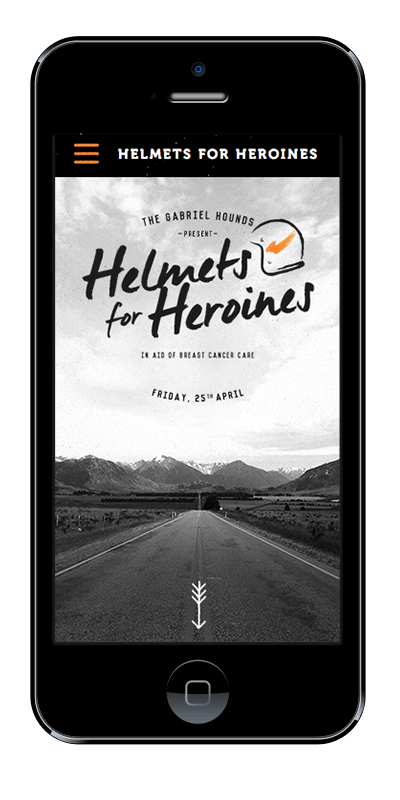 HELMETS FOR HEROINES
THE GABRIEL HOUNDS
-PRESENT-
Helmets
for Heroines
IN AID OF BREAST CANCER CARE
FRIDAY, 25TH APRIL